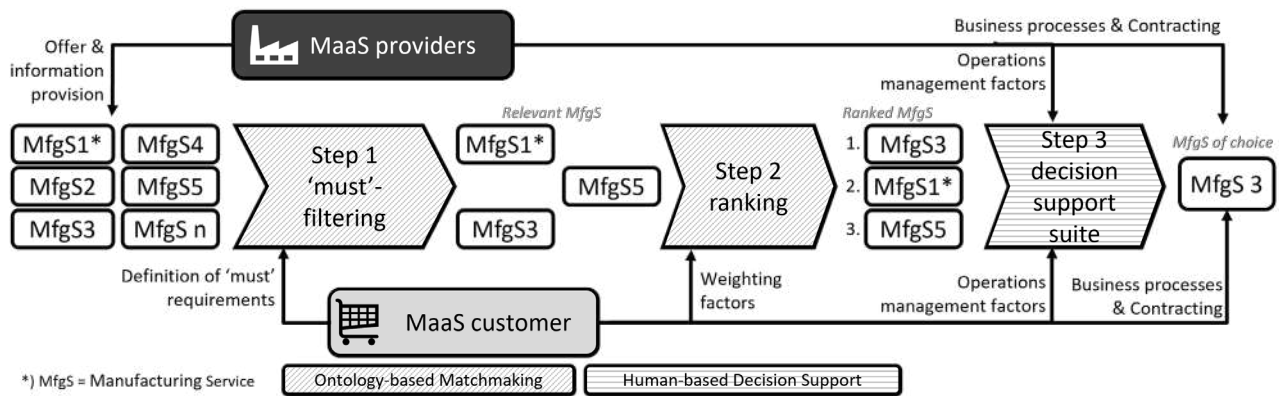 MaaS providers
Business processes & Contracting
Offer &
information
provision
Operations
management factors
Relevant MfgS
Ranked MfgS
MfgS of choice
MfgS1*
MfgS4
MfgS2
MfgS5
MfgS3
MfgS n
Step 1
‘must’-
filtering
MfgS1*
MfgS5
MfgS3
Step 2
ranking
1. MfgS3
2. MfgS1*
3. MfgS5
Step 3
decision
support
suite
MfgS 3
Definition of ‘must’
requirements
MaaS customer
Weighting
factors
Operations
management factors
Business processes
& Contracting
*) MfgS = Manufacturing Service
Ontology-based Matchmaking
Human-based Decision Support